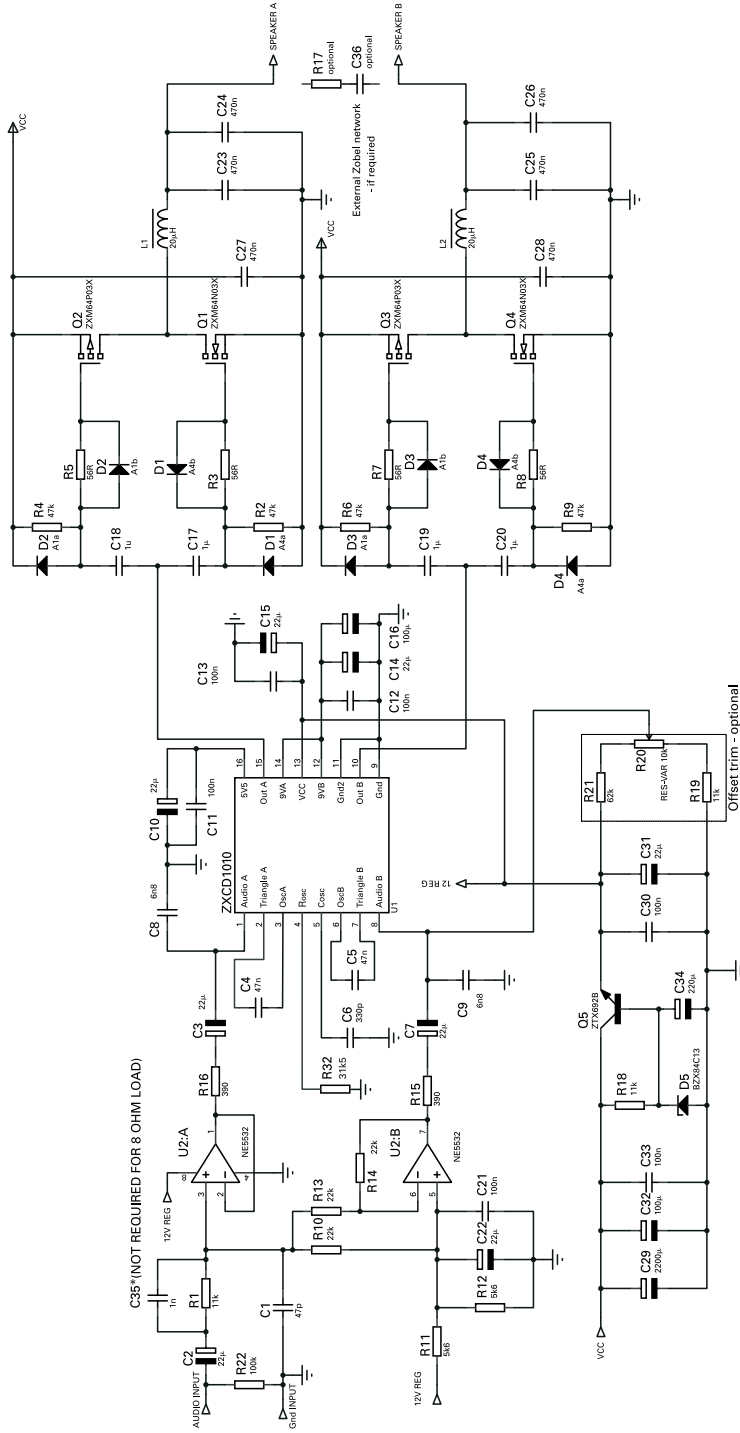 C35*(NOT REQUIRED FOR 8 OHM LOAD)
1n
AUDIO INPUT
C2
22µ
R1
11k
R22
100k
C1
47p
Gnd INPUT
12V REG
U2:A
NE5532
3
2
8
4
1
R16
390
C3
22µ
R13
22k
R10
22k
R14
22k
U2:B
NE5532
6
5
7
R15
390
C7
22µ
12V REG
R11
5k6
R12
5k6
C22
22µ
C21
100n
C8
6n8
C10
22µ
C11
100n
C4
47n
C5
47n
C6
330p
R32
31k5
C9
6n8
ZXCD1010
U1
1
Audio A
2
Triangle A
3
OscA
4
Rosc
5
Cosc
6
OscB
7
Triangle B
8
Audio B
16
5V5
15
Out A
14
9VA
13
VCC
12
9VB
11
Gnd2
10
Out B
9
Gnd
C13
100n
C15
22µ
C12
100n
C14
22µ
C16
100µ
12 REG
VCC
D2
A1a
R4
47k
C18
1u
R5
56R
D2
A1b
Q2
ZXM64P03X
C17
1µ
D1
A4b
R3
56R
Q1
ZXM64N03X
D1
A4a
R2
47k
C27
470n
L1
20µH
C23
470n
C24
470n
SPEAKER A
R17
optional
C36
optional
External Zobel network
- if required
SPEAKER B
VCC
D3
A1a
R6
47k
C19
1µ
R7
56R
D3
A1b
Q3
ZXM64P03X
C20
1µ
D4
A4b
R8
56R
Q4
ZXM64N03X
D4
A4a
R9
47k
C28
470n
L2
20µH
C25
470n
C26
470n
VCC
C29
2200µ
C32
100µ
C33
100n
R18
11k
D5
BZX84C13
Q5
ZTX692B
C34
220µ
C30
100n
C31
22µ
R21
62k
R20
RES-VAR 10k
R19
11k
Offset trim - optional